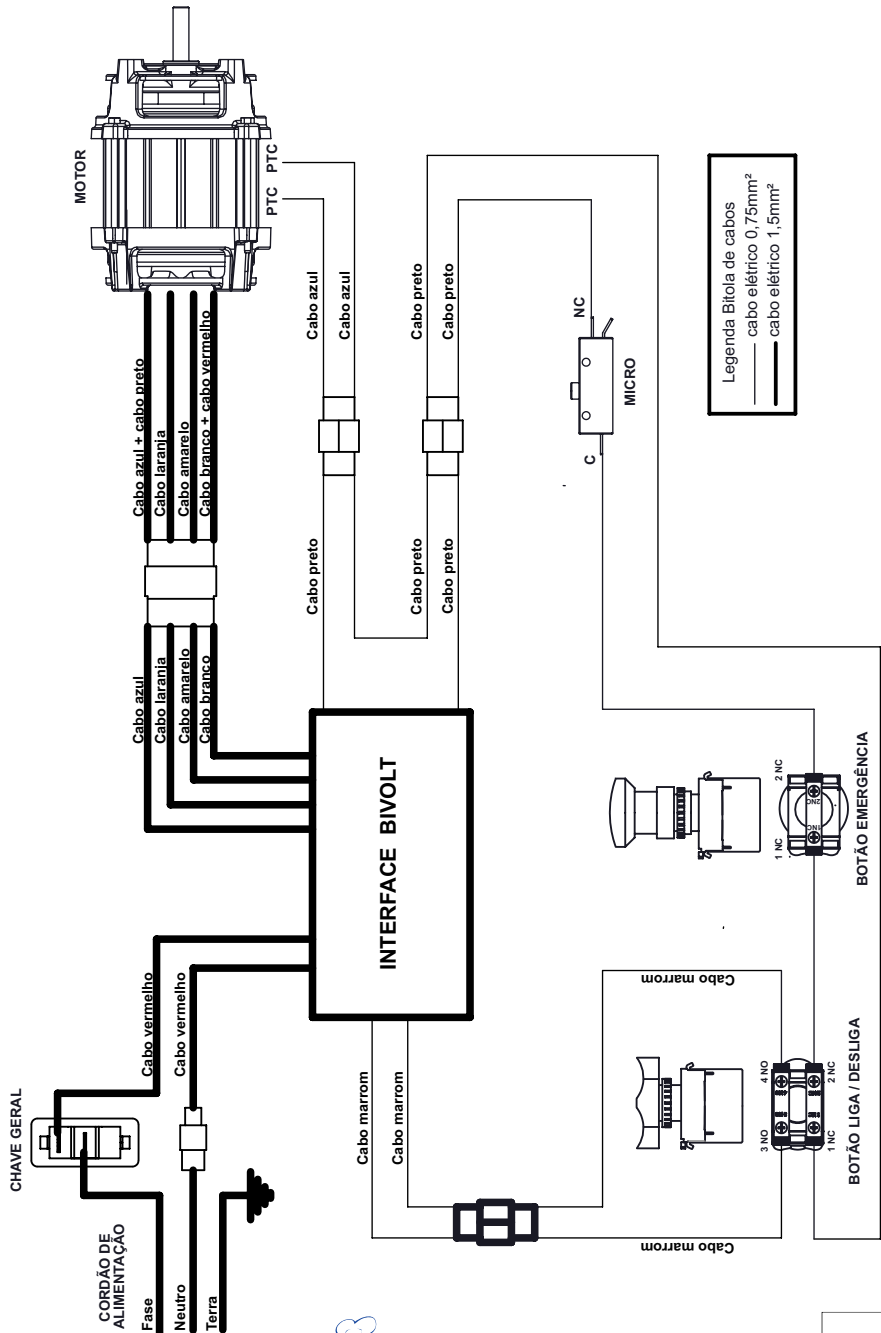 MOTOR
PTC
PTC
Cabo azul + cabo preto
Cabo laranja
Cabo amarelo
Cabo branco + cabo vermelho
Cabo azul
Cabo azul
Cabo preto
Cabo preto
NC
MICRO
C
Legenda Bitola de cabos
cabo elétrico 0,75mm²
cabo elétrico 1,5mm²
Cabo azul
Cabo laranja
Cabo amarelo
Cabo branco
Cabo preto
Cabo preto
Cabo preto
INTERFACE BIVOLT
2 NC
1 NC
2NC
1NC
BOTÃO EMERGÊNCIA
CHAVE GERAL
Cabo vermelho
Cabo vermelho
Cabo marrom
Cabo marrom
Cabo marrom
Cabo marrom
4 NO
3 NO
2 NC
1 NC
BOTÃO LIGA / DESLIGA
CORDÃO DE
ALIMENTAÇÃO
Fase
Neutro
Terra